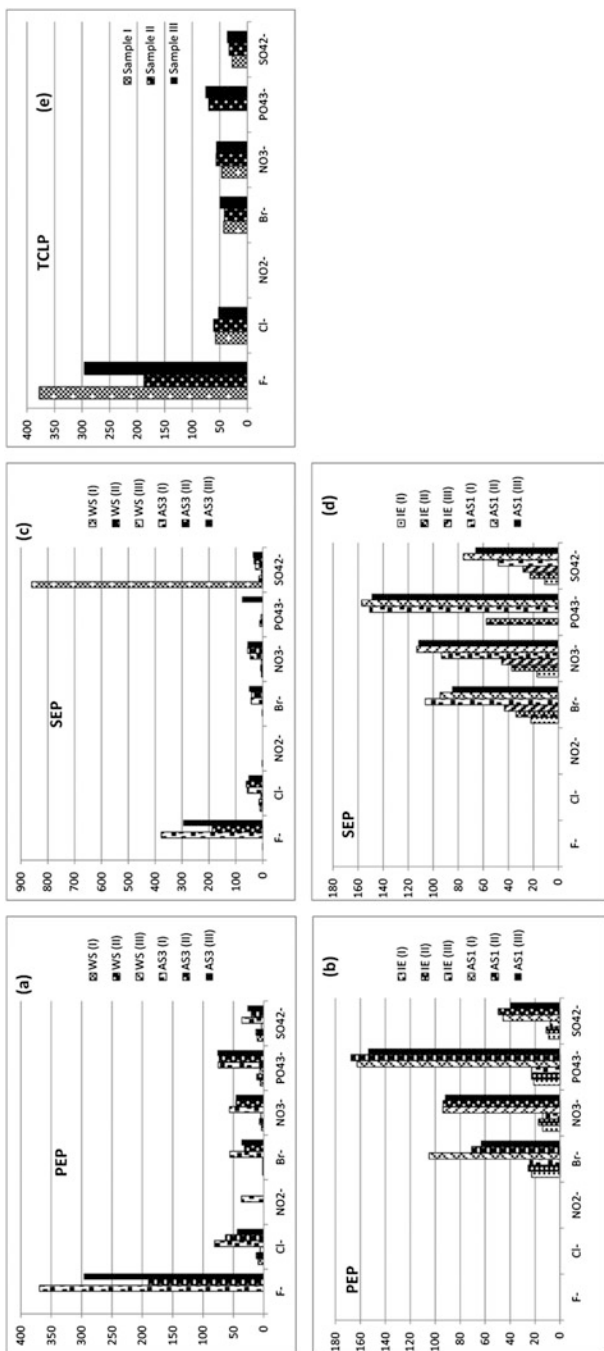 (a)
PEP
400
350
300
250
200
150
100
50
0
F-
Cl-
NO2-
Br-
NO3-
PO43-
SO42-
WS (I)
WS (II)
WS (III)
AS3 (I)
AS3 (II)
AS3 (III)
SEP
(c)
900
800
700
600
500
400
300
200
100
0
F-
Cl-
NO2-
Br-
NO3-
PO43-
SO42-
WS (I)
WS (II)
WS (III)
AS3 (I)
AS3 (II)
AS3 (III)
TCLP
(e)
400
350
300
250
200
150
100
50
0
F-
Cl-
NO2-
Br-
NO3-
PO43-
SO42-
Sample I
Sample II
Sample III
PEP
(b)
180
160
140
120
100
80
60
40
20
0
F-
Cl-
NO2-
Br-
NO3-
PO43-
SO42-
IE (I)
IE (II)
IE (III)
AS1 (I)
AS1 (II)
AS1 (III)
SEP
(d)
180
160
140
120
100
80
60
40
20
0
F-
Cl-
NO2-
Br-
NO3-
PO43-
SO42-
IE (I)
IE (II)
IE (III)
AS1 (I)
AS1 (II)
AS1 (III)